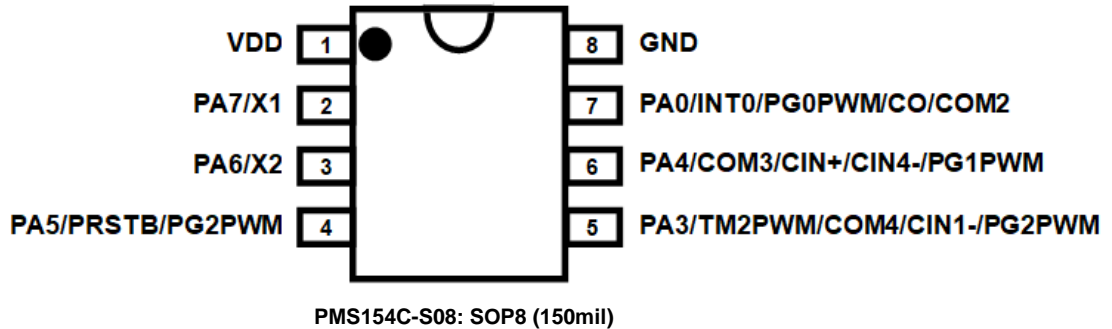 VDD 1 8 GND
PA7/X1 2 7 PA0/INT0/PG0PWM/CO/COM2
PA6/X2 3 6 PA4/COM3/CIN+/CIN4-/PG1PWM
PA5/PRSTB/PG2PWM 4 5 PA3/TM2PWM/COM4/CIN1-/PG2PWM
PMS154C-S08: SOP8 (150mil)